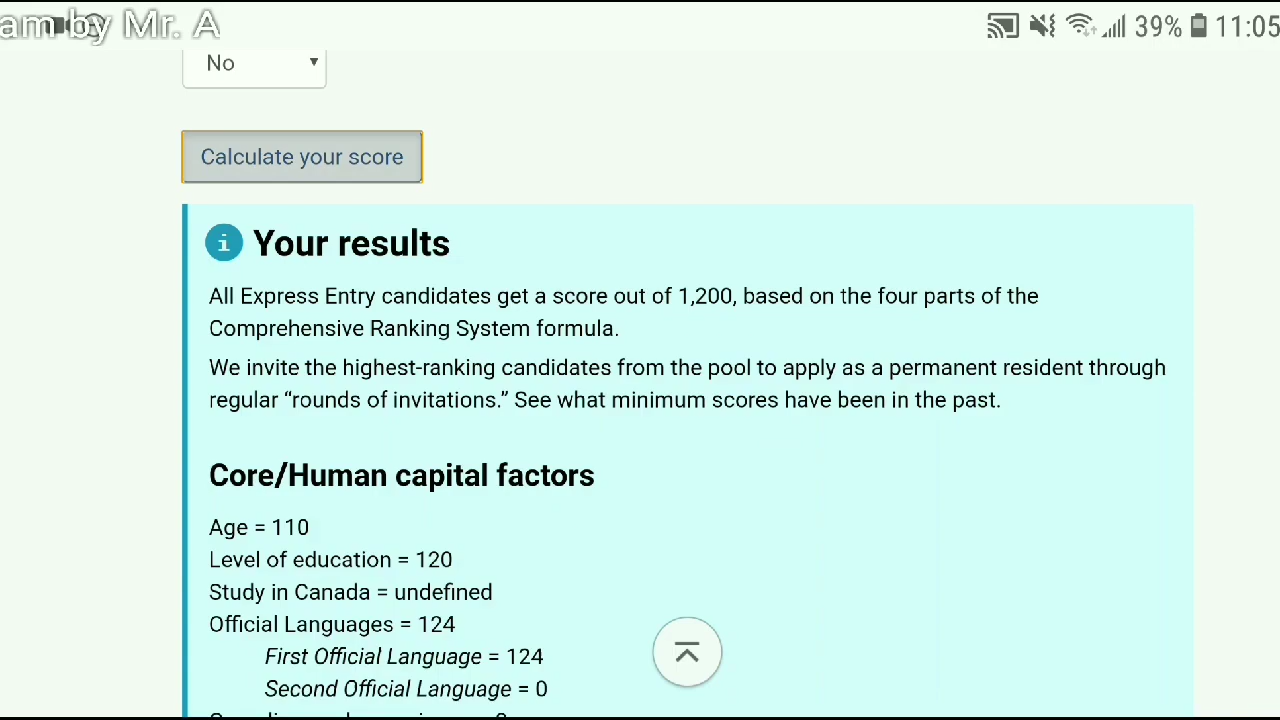 am by Mr. A
39% 11:05
No
Calculate your score
i Your results
All Express Entry candidates get a score out of 1,200, based on the four parts of the
Comprehensive Ranking System formula.
We invite the highest-ranking candidates from the pool to apply as a permanent resident through
regular “rounds of invitations.” See what minimum scores have been in the past.
Core/Human capital factors
Age = 110
Level of education = 120
Study in Canada = undefined
Official Languages = 124
First Official Language = 124
Second Official Language = 0